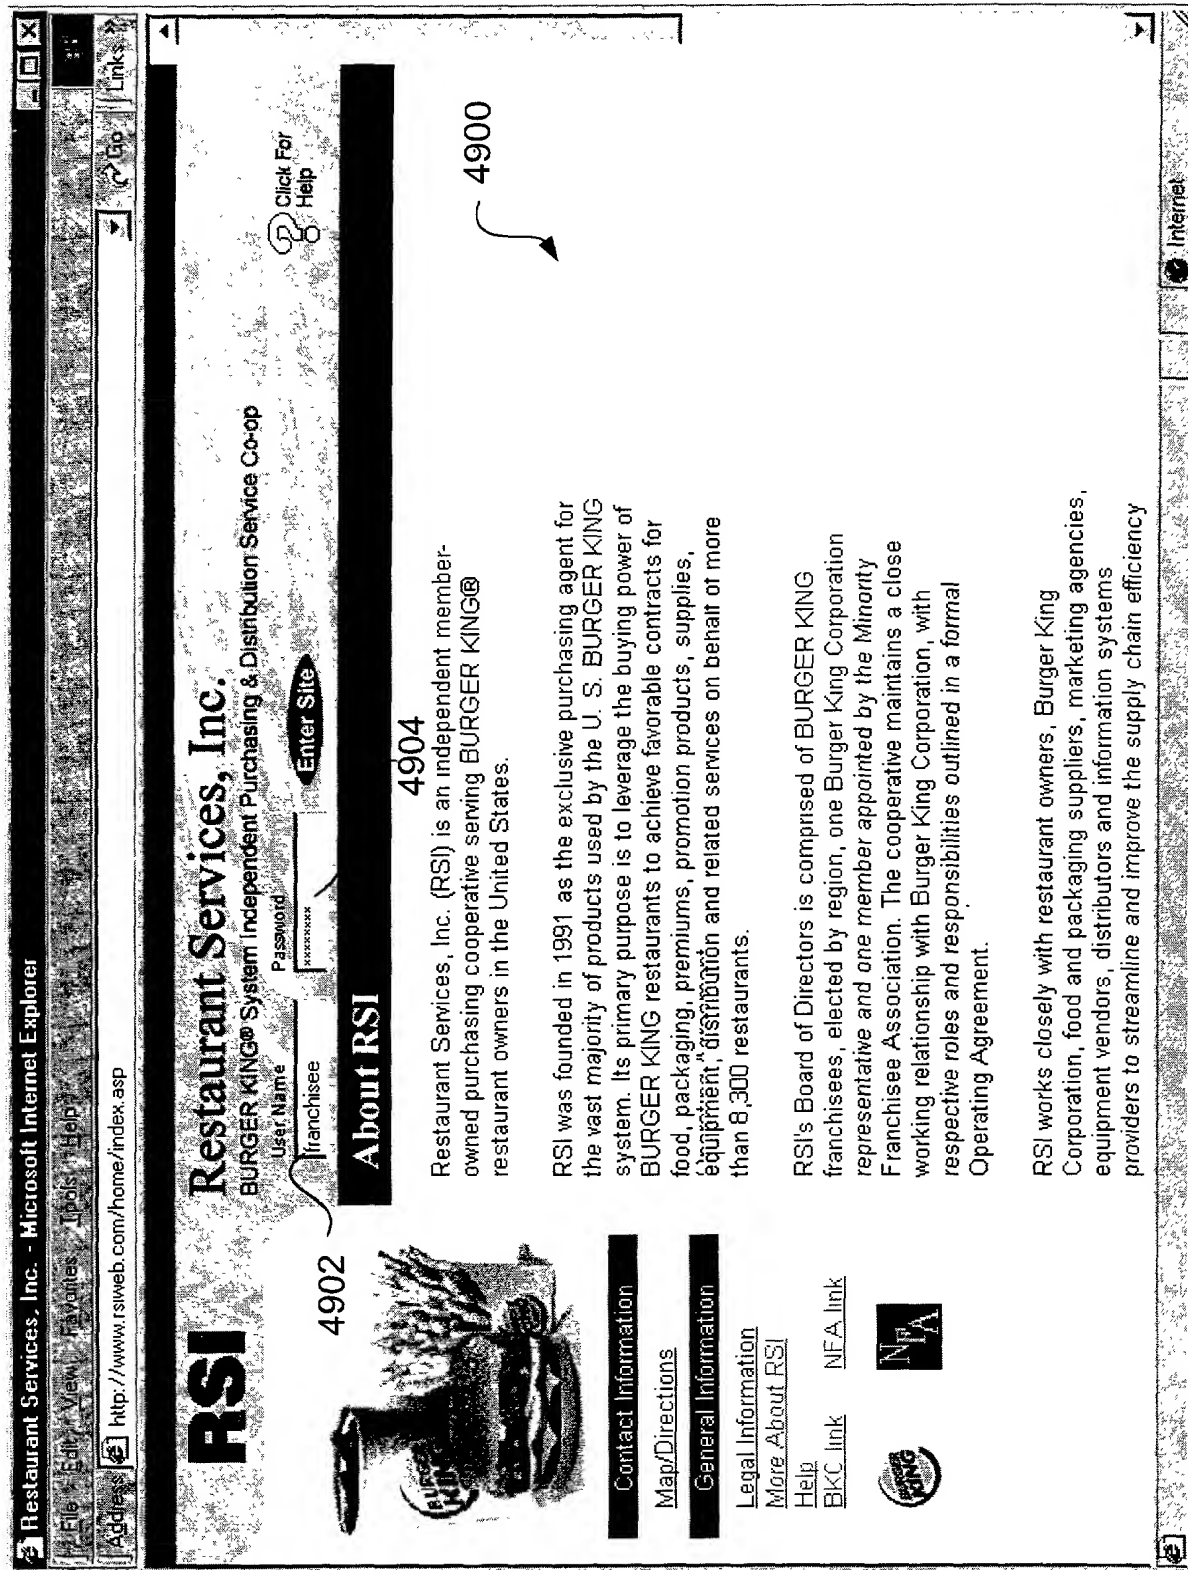 Restaurant Services, Inc. - Microsoft Internet Explorer
File Edit View Favorites Tools Help
Address http://www.rsiweb.com/home/index.asp Go Links »
RSI
Restaurant Services, Inc.
BURGER KING® System Independent Purchasing & Distribution Service Co-op
User Name Password
franchisee xxxxxxxx Enter Site
Click For
Help
4902
4904
4900
About RSI
Restaurant Services, Inc. (RSI) is an independent member-
owned purchasing cooperative serving BURGER KING®
restaurant owners in the United States.
RSI was founded in 1991 as the exclusive purchasing agent for
the vast majority of products used by the U. S. BURGER KING
system. Its primary purpose is to leverage the buying power of
BURGER KING restaurants to achieve favorable contracts for
food, packaging, premiums, promotion products, supplies,
equipment, distribution and related services on behalf of more
than 8,300 restaurants.
RSI's Board of Directors is comprised of BURGER KING
franchisees, elected by region, one Burger King Corporation
representative and one member appointed by the Minority
Franchisee Association. The cooperative maintains a close
working relationship with Burger King Corporation, with
respective roles and responsibilities outlined in a formal
Operating Agreement.
RSI works closely with restaurant owners, Burger King
Corporation, food and packaging suppliers, marketing agencies,
equipment vendors, distributors and information systems
providers to streamline and improve the supply chain efficiency
BURGER
KING
Contact Information
Map/Directions
General Information
Legal Information
More About RSI
Help
BKC link NFA link
BURGER
KING
NFA
Internet